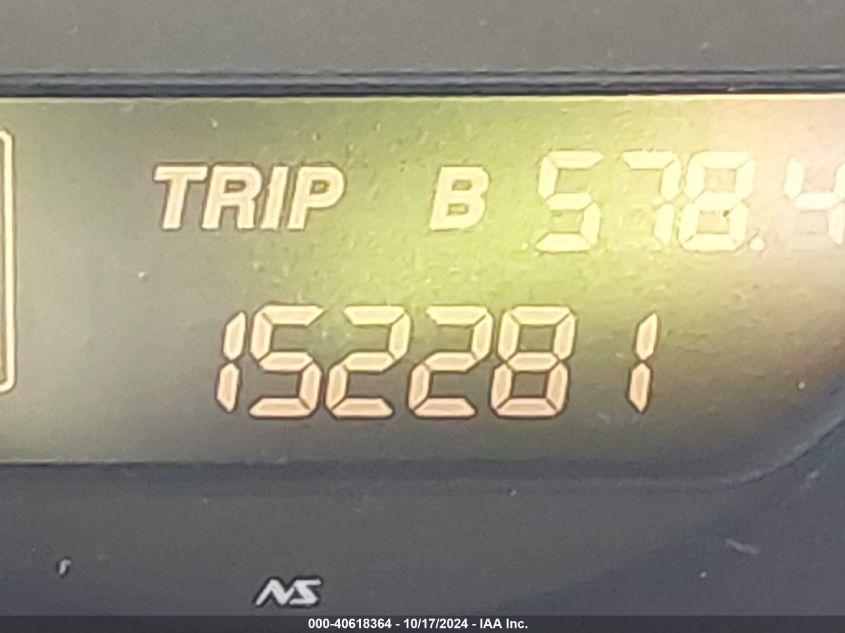 TRIP B 578.4
152281
NS
000-40618364 - 10/17/2024 - IAA Inc.